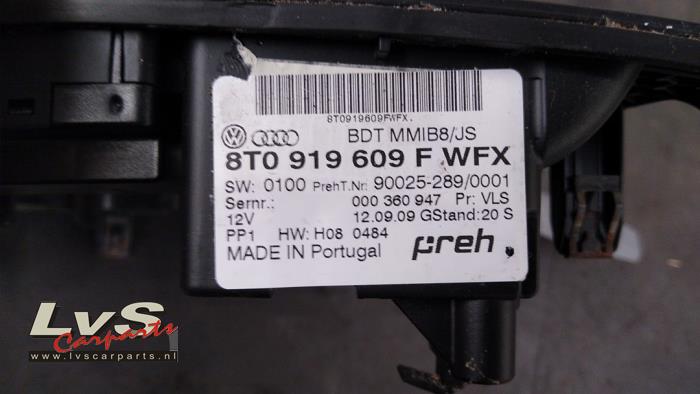 8T0919609FWFX.
BDT MMIB8/JS
8T0 919 609 F WFX
SW: 0100 PrehT.Nr: 90025-289/0001
Sernr.: 000 360 947 Pr: VLS
12V 12.09.09 GStand: 20 S
PP1 HW: H08 0484
MADE IN Portugal preh
LvS
Carparts
www.lvscarparts.nl